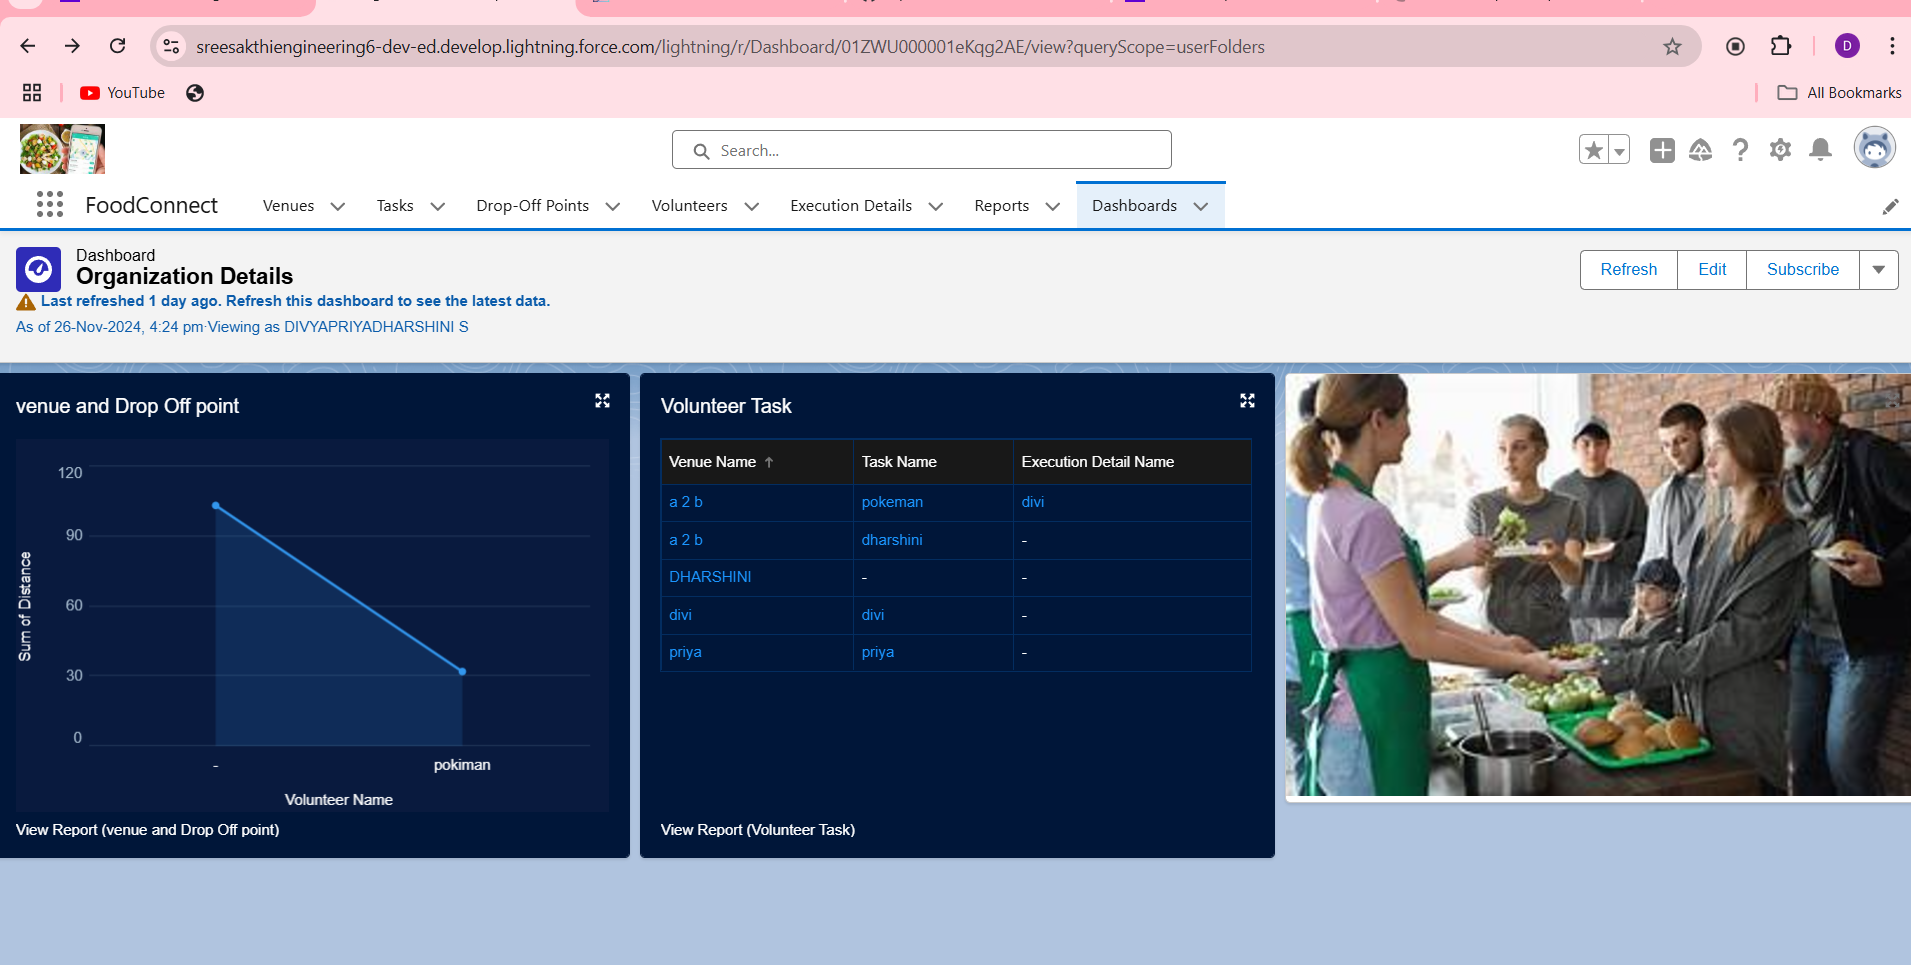 sreesakthiengineering6-dev-ed.develop.lightning.force.com/lightning/r/Dashboard/01ZWU000001eKqg2AE/view?queryScope=userFolders
D
YouTube
All Bookmarks
Search...
FoodConnect
Venues
Tasks
Drop-Off Points
Volunteers
Execution Details
Reports
Dashboards
Dashboard
Organization Details
Last refreshed 1 day ago. Refresh this dashboard to see the latest data.
As of 26-Nov-2024, 4:24 pm·Viewing as DIVYAPRIYADHARSHINI S
Refresh
Edit
Subscribe
venue and Drop Off point
120
90
60
30
0
Sum of Distance
-
pokiman
Volunteer Name
View Report (venue and Drop Off point)
Volunteer Task
Venue Name Task Name Execution Detail Name
a 2 b pokeman divi
a 2 b dharshini -
DHARSHINI - -
divi divi -
priya priya -
View Report (Volunteer Task)